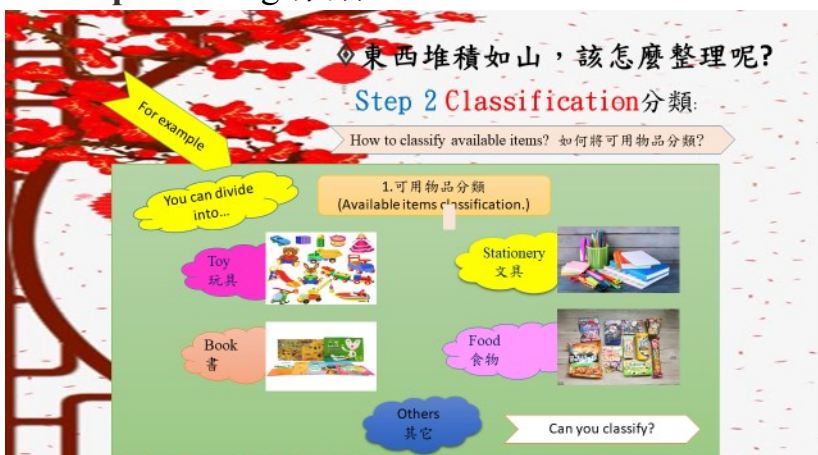 東西堆積如山，該怎麼整理呢?
Step 2 Classification分類:
For example
How to classify available items? 如何將可用物品分類?
You can divide
into...
1.可用物品分類
(Available items classification.)
Toy
玩具
Stationery
文具
Book
書
Food
食物
Others
其它
Can you classify?